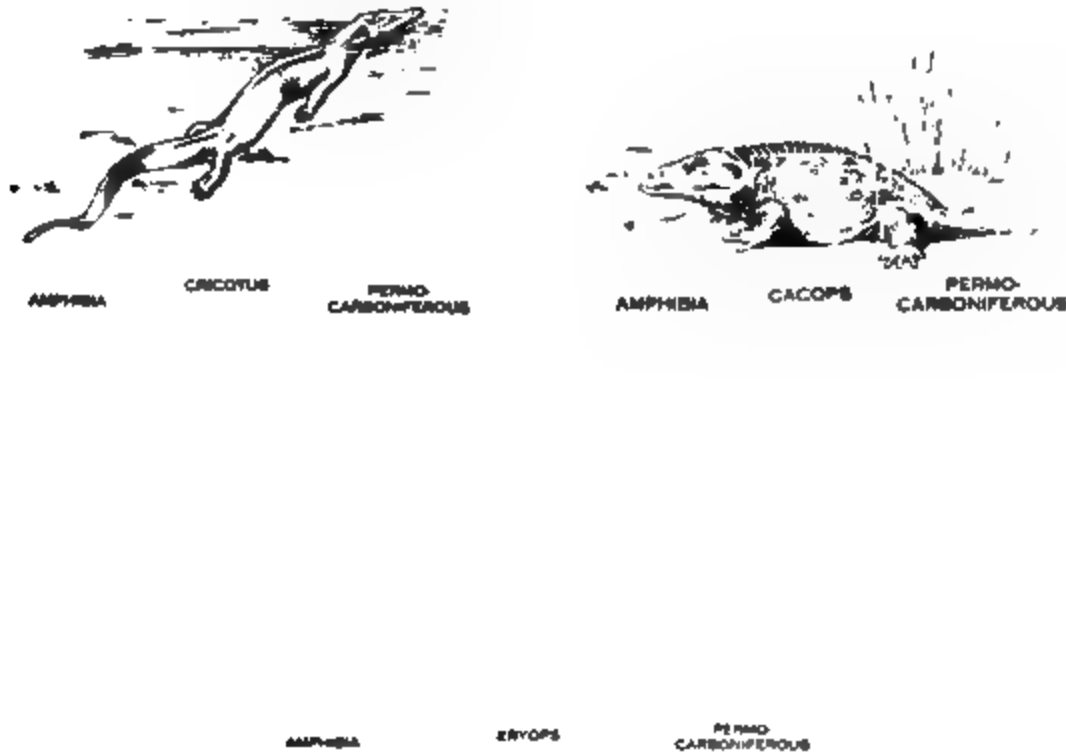 AMPHIBIA CRICOTUS PERMO-
CARBONIFEROUS
AMPHIBIA CACOPS PERMO-
CARBONIFEROUS
AMPHIBIA ERYOPS PERMO-
CARBONIFEROUS